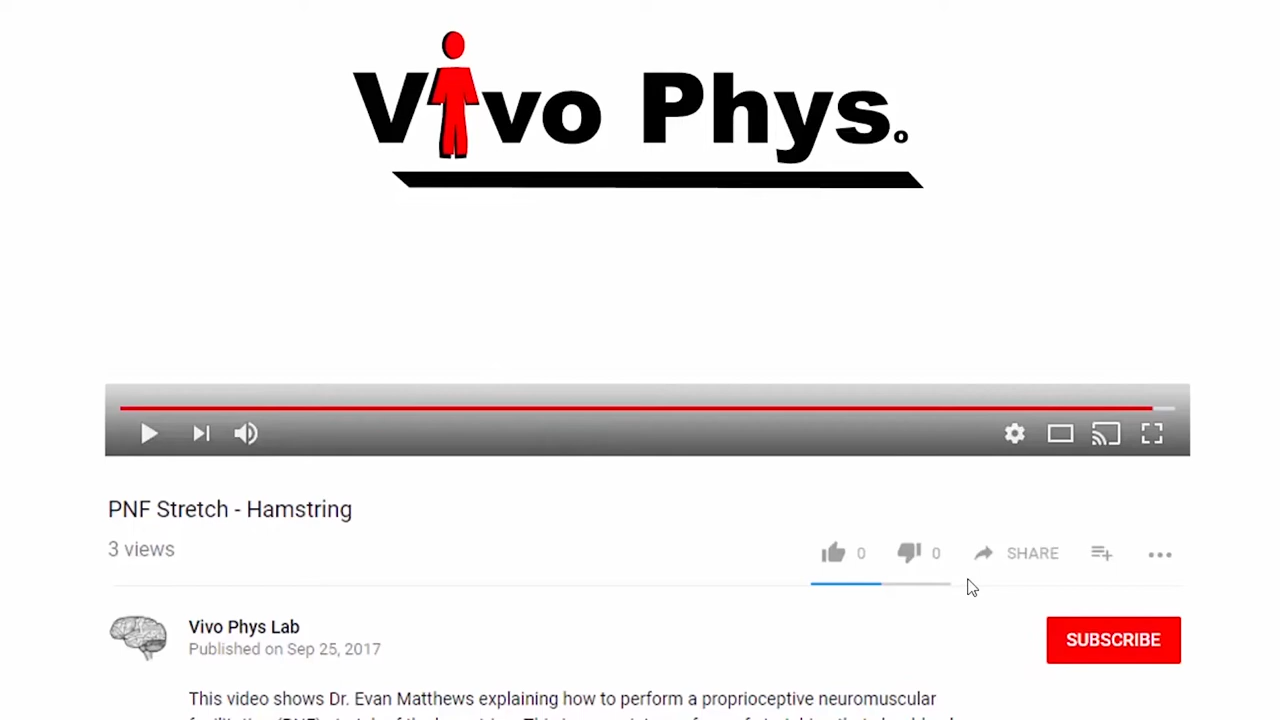 Vivo Phys.
PNF Stretch - Hamstring
3 views
0 0 SHARE
Vivo Phys Lab
Published on Sep 25, 2017
SUBSCRIBE
This video shows Dr. Evan Matthews explaining how to perform a proprioceptive neuromuscular